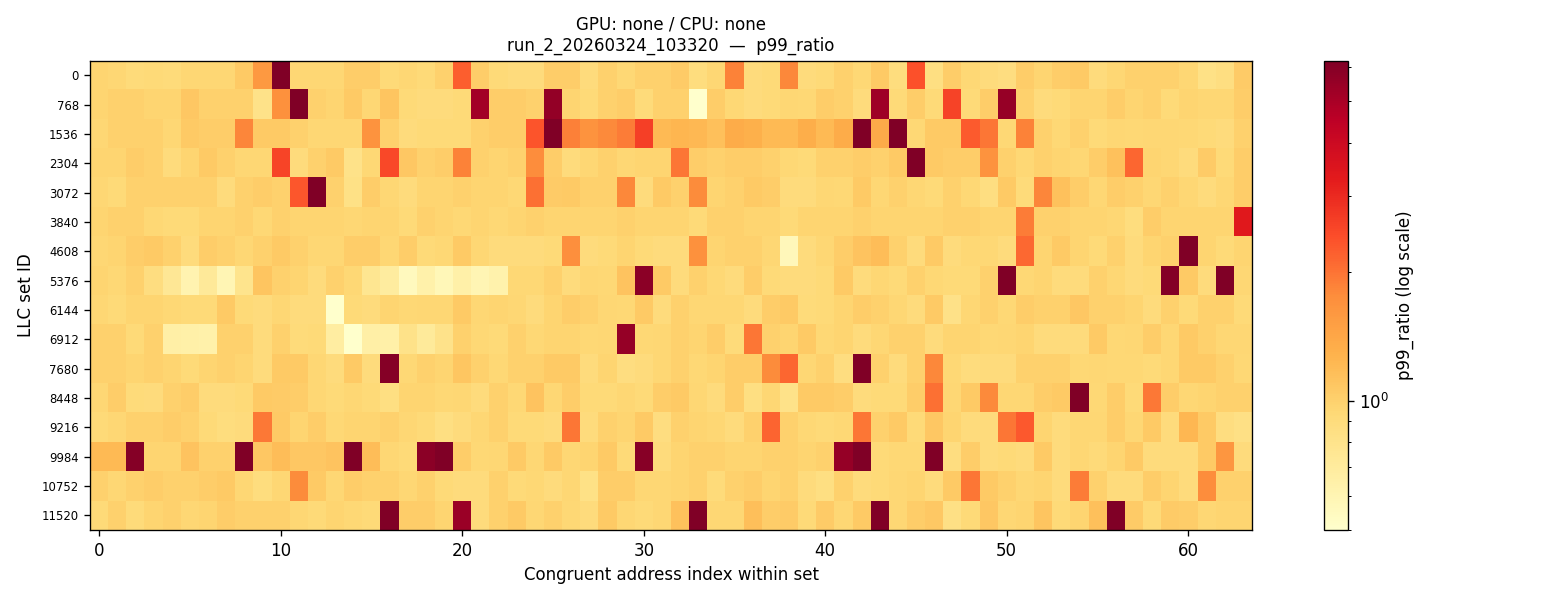 GPU: none / CPU: none
run_2_20260324_103320 — p99_ratio
LLC set ID
0
768
1536
2304
3072
3840
4608
5376
6144
6912
7680
8448
9216
9984
10752
11520
0 10 20 30 40 50 60
Congruent address index within set
10⁰
p99_ratio (log scale)